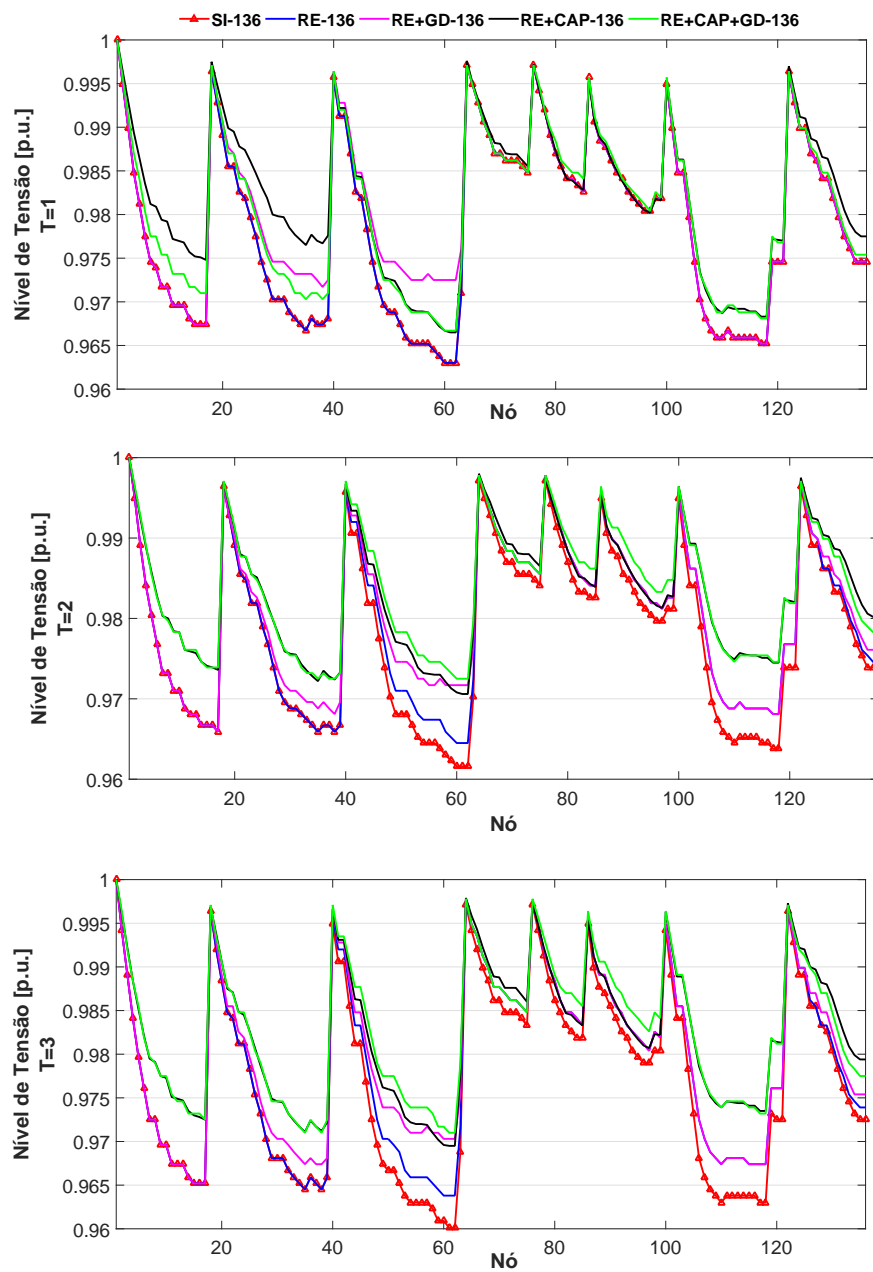 SI-136 RE-136 RE+GD-136 RE+CAP-136 RE+CAP+GD-136
1
0.995
0.99
0.985
0.98
0.975
0.97
0.965
0.96
Nível de Tensão [p.u.]
T=1
20 40 60 80 100 120
Nó
1
0.99
0.98
0.97
0.96
Nível de Tensão [p.u.]
T=2
20 40 60 80 100 120
Nó
1
0.995
0.99
0.985
0.98
0.975
0.97
0.965
0.96
Nível de Tensão [p.u.]
T=3
20 40 60 80 100 120
Nó